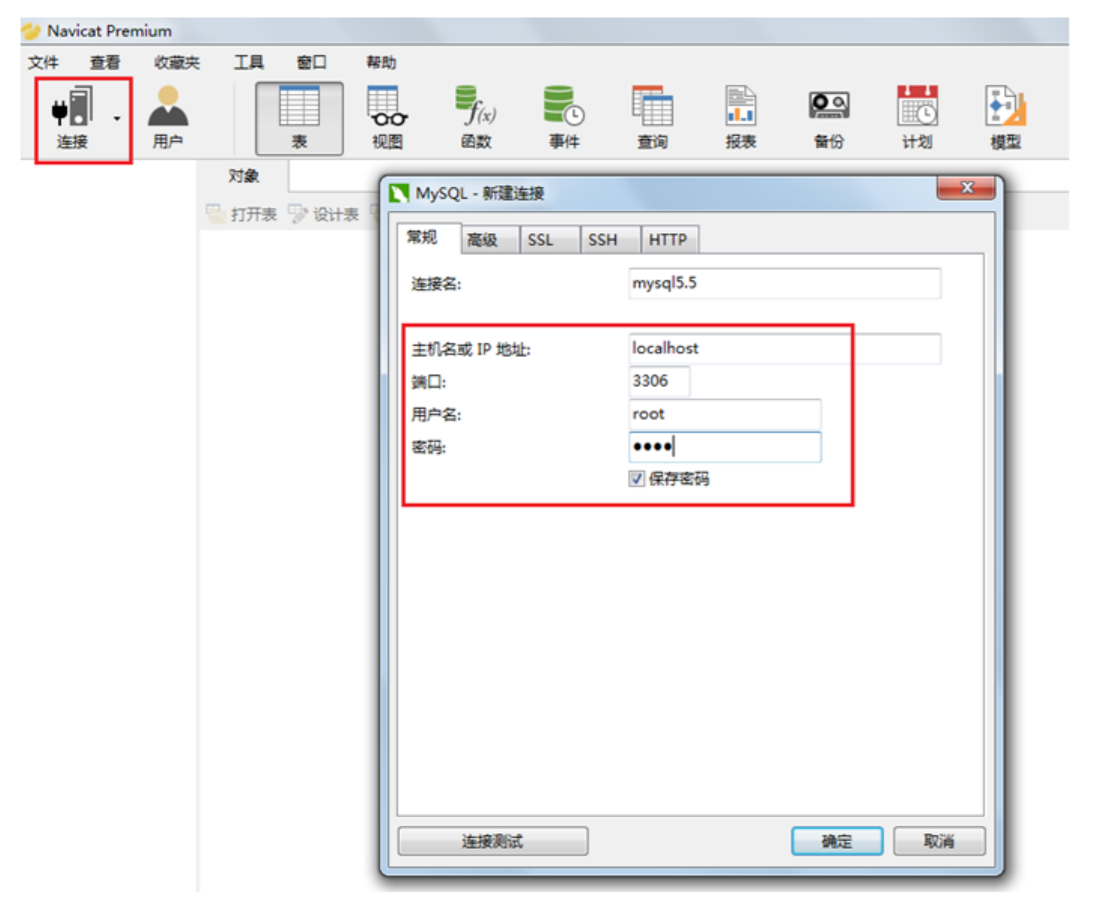 Navicat Premium
文件 查看 收藏夹 工具 窗口 帮助
连接 用户 表 视图 f(x) 函数 事件 查询 报表 备份 计划 模型
对象
打开表 设计表
MySQL - 新建连接
常规 高级 SSL SSH HTTP
连接名: mysql5.5
主机名或 IP 地址: localhost
端口: 3306
用户名: root
密码: ••••
保存密码
连接测试 确定 取消